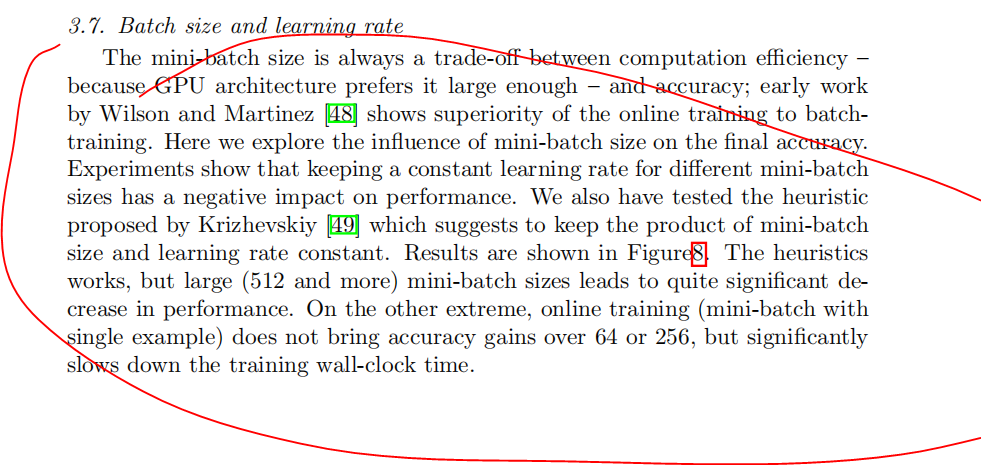 3.7. Batch size and learning rate
The mini-batch size is always a trade-off between computation efficiency –
because GPU architecture prefers it large enough – and accuracy; early work
by Wilson and Martinez [48] shows superiority of the online training to batch-
training. Here we explore the influence of mini-batch size on the final accuracy.
Experiments show that keeping a constant learning rate for different mini-batch
sizes has a negative impact on performance. We also have tested the heuristic
proposed by Krizhevskiy [49] which suggests to keep the product of mini-batch
size and learning rate constant. Results are shown in Figure8. The heuristics
works, but large (512 and more) mini-batch sizes leads to quite significant de-
crease in performance. On the other extreme, online training (mini-batch with
single example) does not bring accuracy gains over 64 or 256, but significantly
slows down the training wall-clock time.